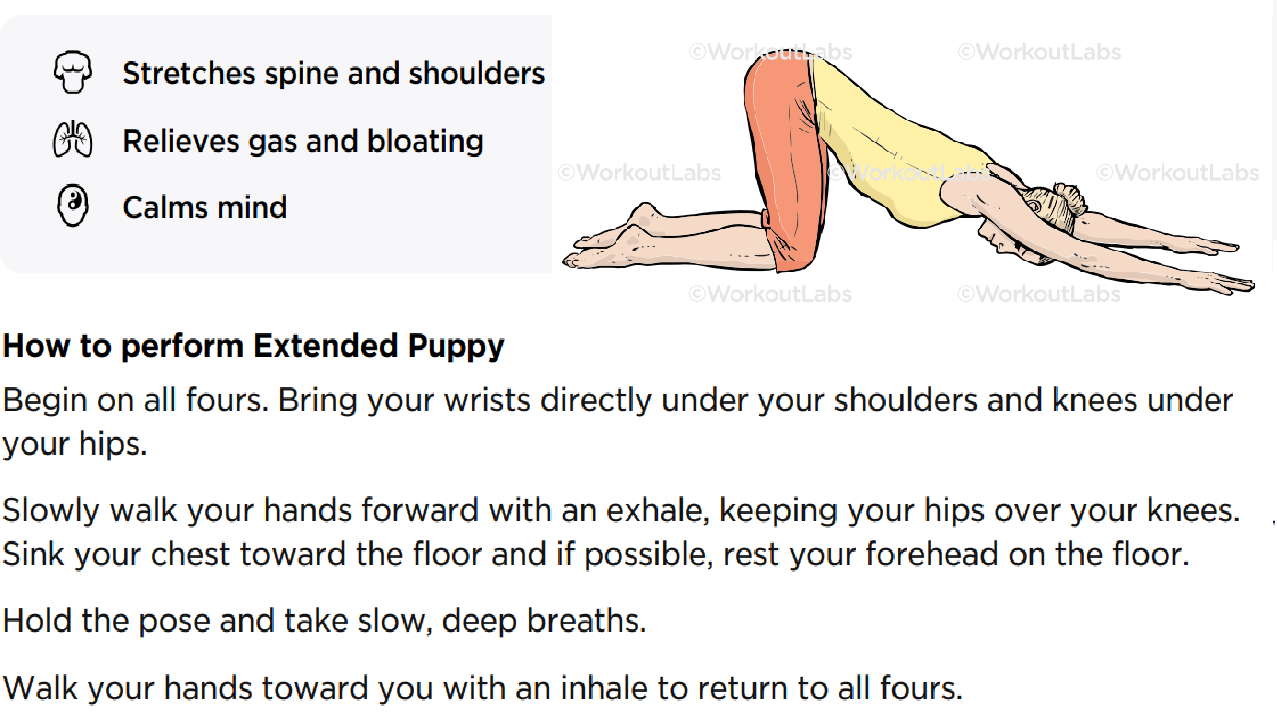 Stretches spine and shoulders
Relieves gas and bloating
Calms mind
©WorkoutLabs
©WorkoutLabs
©WorkoutLabs
©WorkoutLabs
©WorkoutLabs
©WorkoutLabs
©WorkoutLabs
How to perform Extended Puppy
Begin on all fours. Bring your wrists directly under your shoulders and knees under
your hips.
Slowly walk your hands forward with an exhale, keeping your hips over your knees.
Sink your chest toward the floor and if possible, rest your forehead on the floor.
Hold the pose and take slow, deep breaths.
Walk your hands toward you with an inhale to return to all fours.